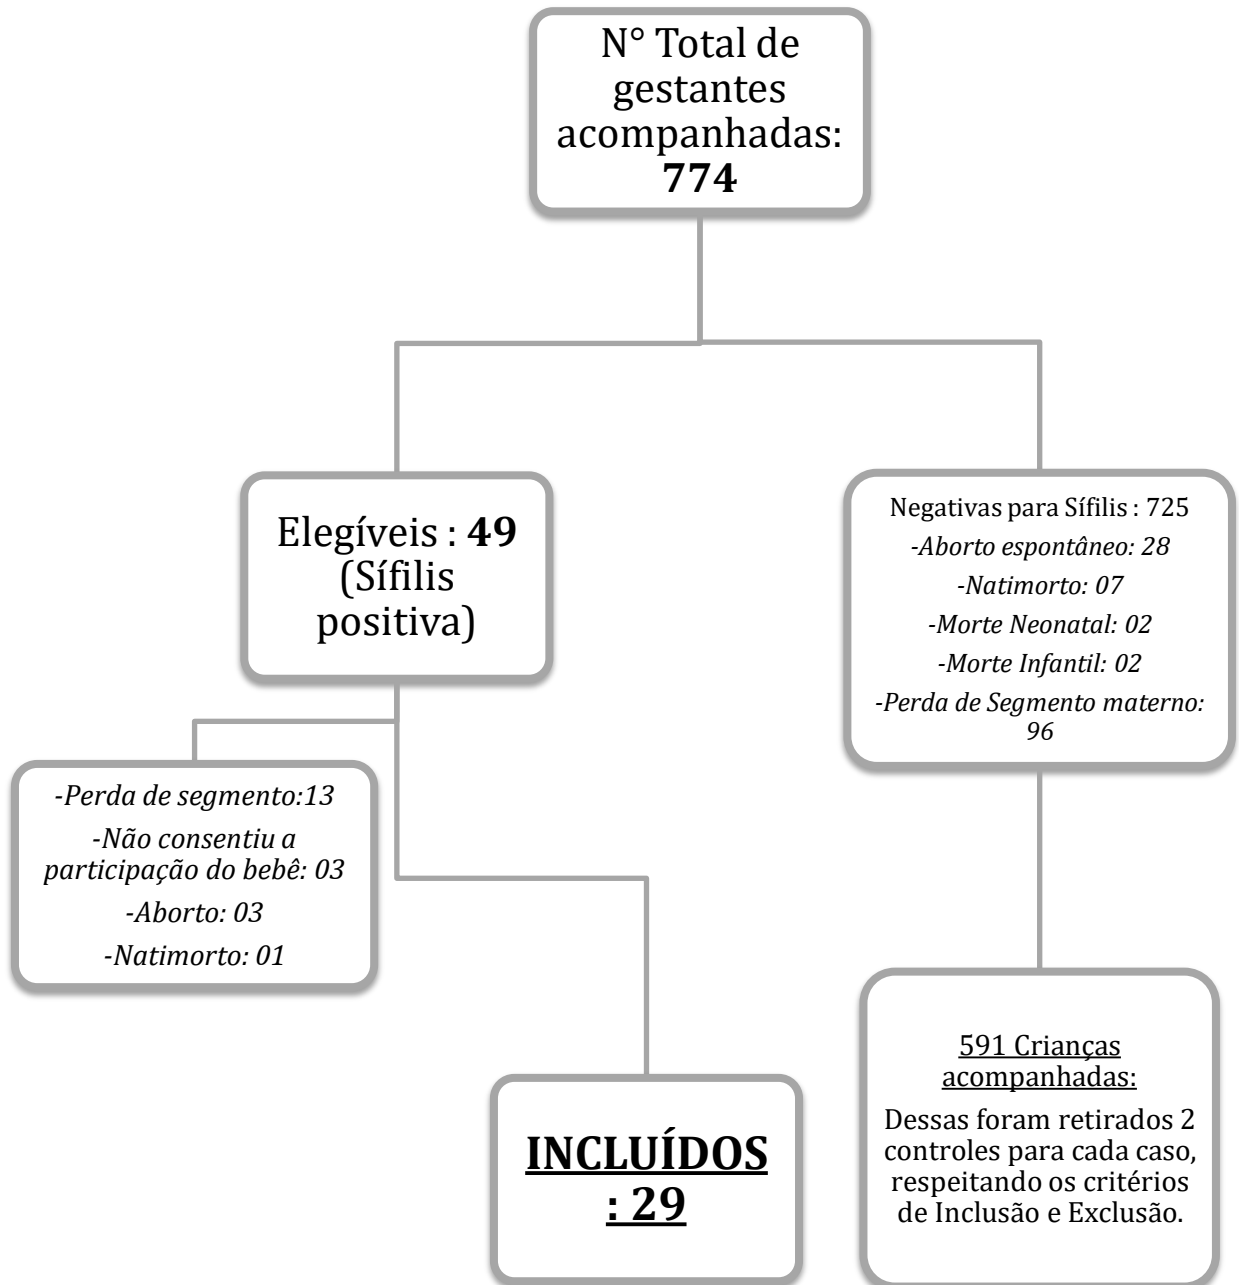 N° Total de
gestantes
acompanhadas:
774
Elegíveis : 49
(Sífilis
positiva)
Negativas para Sífilis : 725
-Aborto espontâneo: 28
-Natimorto: 07
-Morte Neonatal: 02
-Morte Infantil: 02
-Perda de Segmento materno:
96
-Perda de segmento:13
-Não consentiu a
participação do bebê: 03
-Aborto: 03
-Natimorto: 01
INCLUÍDOS
: 29
591 Crianças
acompanhadas:
Dessas foram retirados 2
controles para cada caso,
respeitando os critérios
de Inclusão e Exclusão.